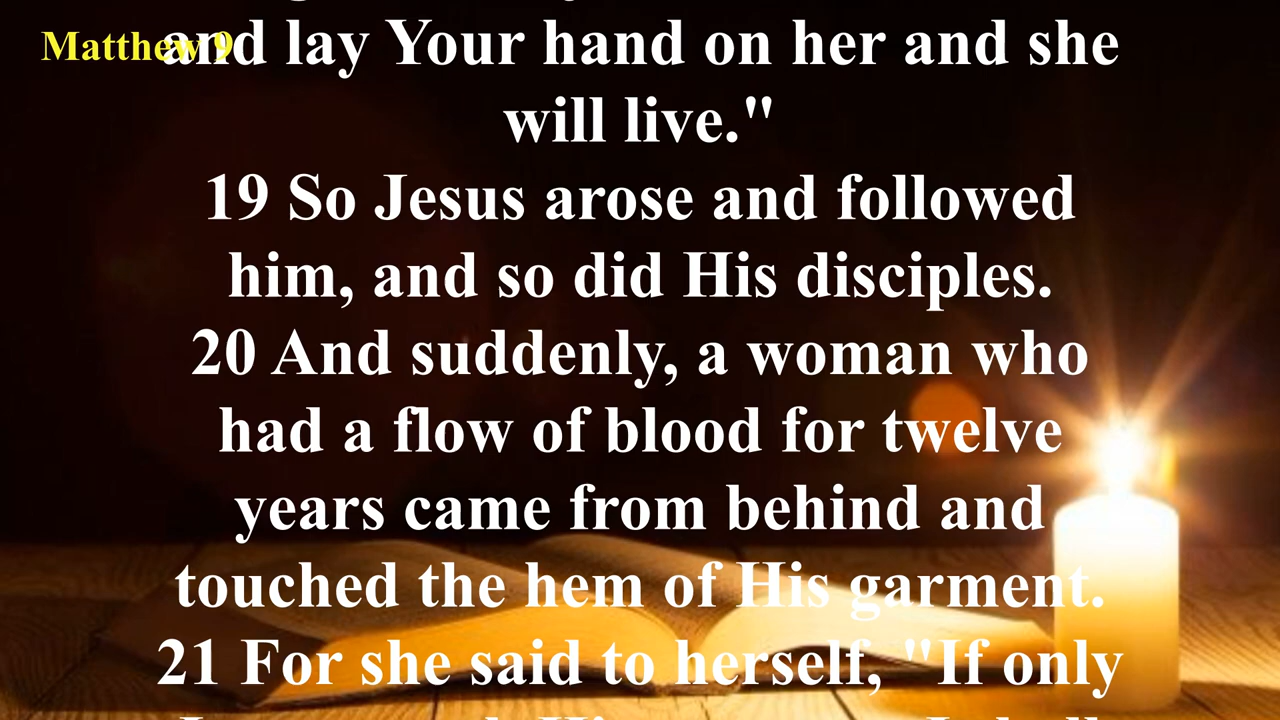 Matthew 9
and lay Your hand on her and she
will live."
19 So Jesus arose and followed
him, and so did His disciples.
20 And suddenly, a woman who
had a flow of blood for twelve
years came from behind and
touched the hem of His garment.
21 For she said to herself, "If only